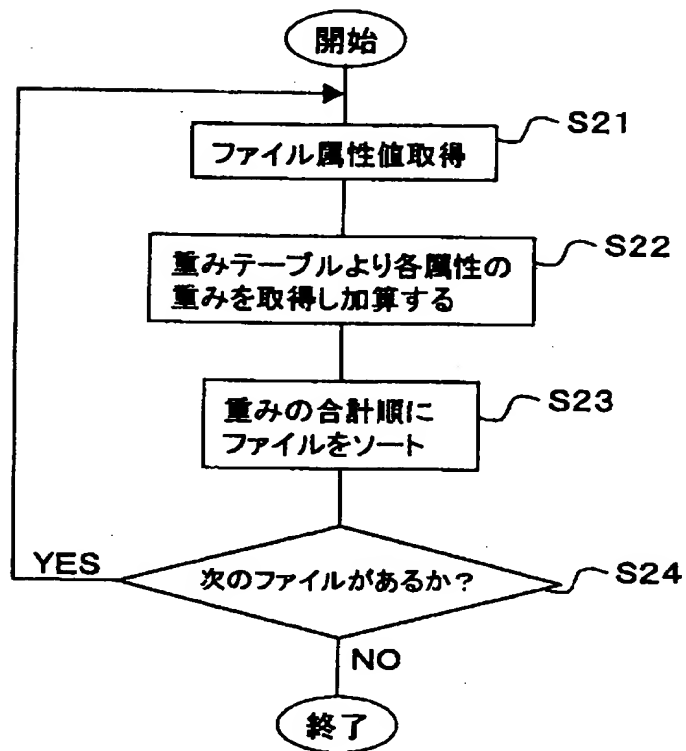 開始
S21
ファイル属性値取得
S22
重みテーブルより各属性の
重みを取得し加算する
S23
重みの合計順に
ファイルをソート
YES
次のファイルがあるか？
S24
NO
終了